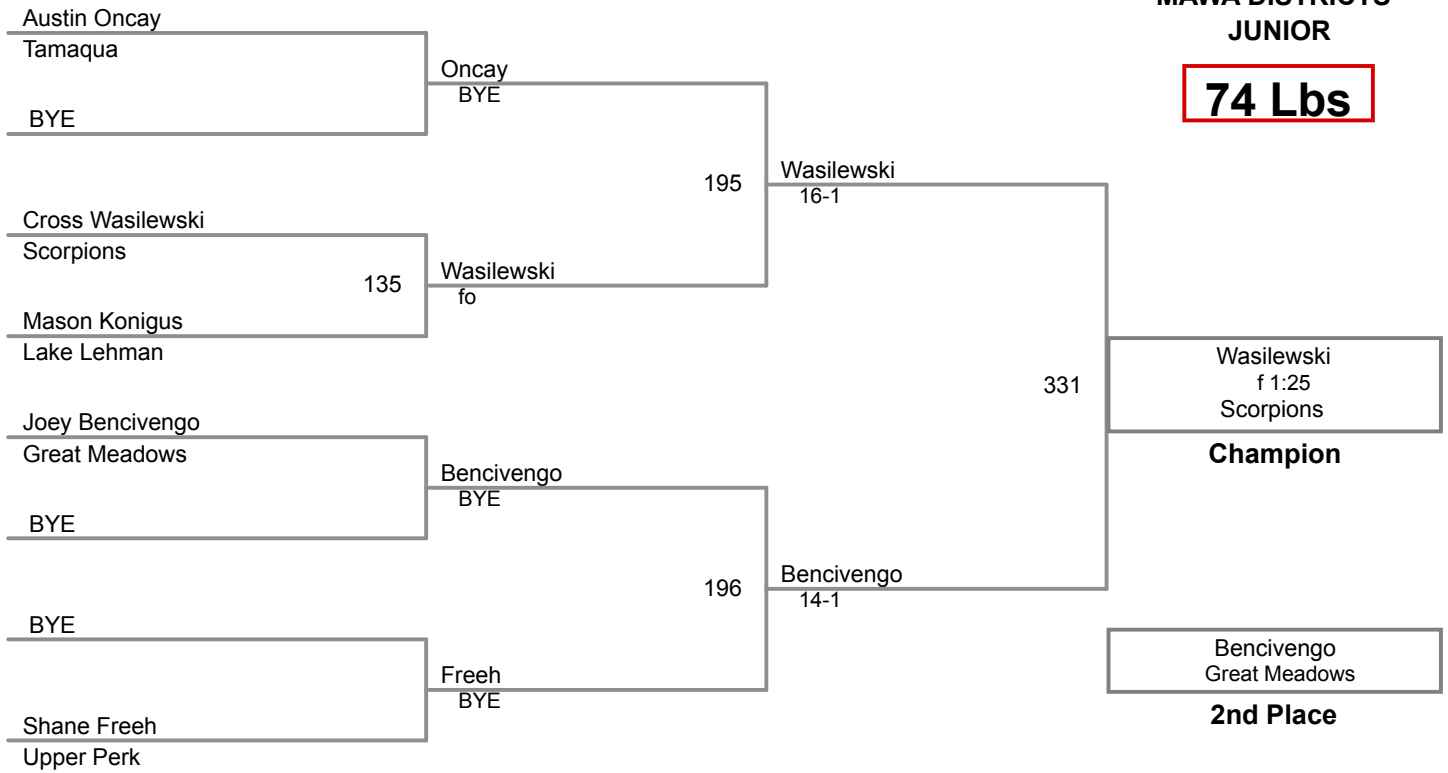 MAWA DISTRICTS
JUNIOR
74 Lbs
Austin Oncay
Tamaqua
BYE
Cross Wasilewski
Scorpions
135
Mason Konigus
Lake Lehman
Joey Bencivengo
Great Meadows
BYE
BYE
Shane Freeh
Upper Perk
Oncay
BYE
195
Wasilewski
fo
Bencivengo
BYE
196
Freeh
BYE
Wasilewski
16-1
331
Bencivengo
14-1
Wasilewski
f 1:25
Scorpions
Champion
Bencivengo
Great Meadows
2nd Place